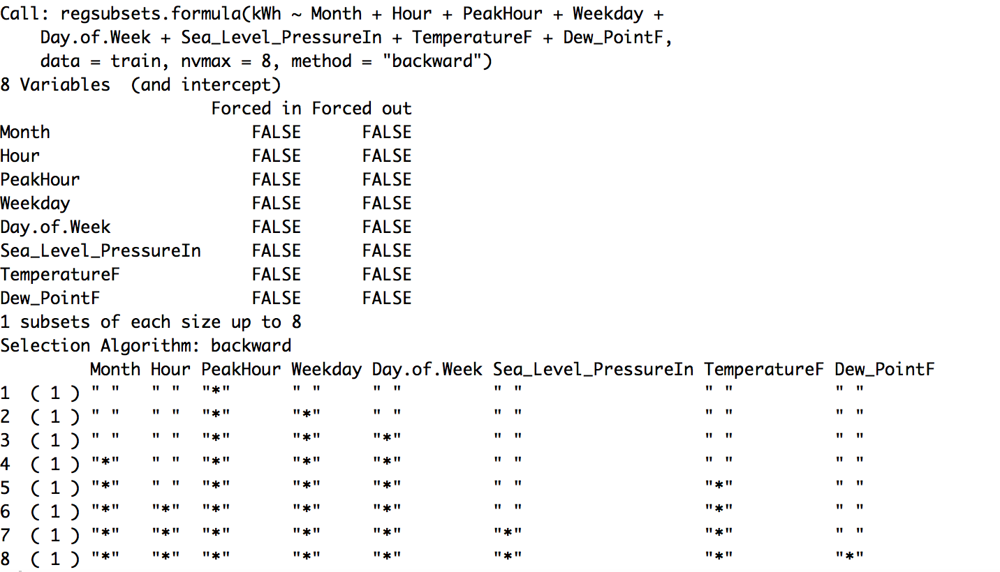 Call: regsubsets.formula(kWh ~ Month + Hour + PeakHour + Weekday +
    Day.of.Week + Sea_Level_PressureIn + TemperatureF + Dew_PointF,
    data = train, nvmax = 8, method = "backward")
8 Variables  (and intercept)
                     Forced in Forced out
Month                    FALSE      FALSE
Hour                     FALSE      FALSE
PeakHour                 FALSE      FALSE
Weekday                  FALSE      FALSE
Day.of.Week              FALSE      FALSE
Sea_Level_PressureIn     FALSE      FALSE
TemperatureF             FALSE      FALSE
Dew_PointF               FALSE      FALSE
1 subsets of each size up to 8
Selection Algorithm: backward
         Month Hour PeakHour Weekday Day.of.Week Sea_Level_PressureIn TemperatureF Dew_PointF
1  ( 1 ) " "   " "  "*"      " "     " "         " "                  " "          " "
2  ( 1 ) " "   " "  "*"      "*"     " "         " "                  " "          " "
3  ( 1 ) " "   " "  "*"      "*"     "*"         " "                  " "          " "
4  ( 1 ) "*"   " "  "*"      "*"     "*"         " "                  " "          " "
5  ( 1 ) "*"   " "  "*"      "*"     "*"         " "                  "*"          " "
6  ( 1 ) "*"   "*"  "*"      "*"     "*"         " "                  "*"          " "
7  ( 1 ) "*"   "*"  "*"      "*"     "*"         "*"                  "*"          " "
8  ( 1 ) "*"   "*"  "*"      "*"     "*"         "*"                  "*"          "*"